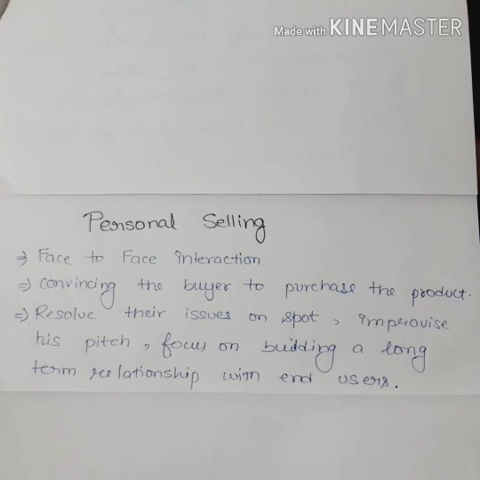 Made with KINEMASTER
Personal Selling
⇒ Face to Face interaction
⇒ convincing the buyer to purchase the product.
⇒ Resolve their issues on spot, improvise
his pitch, focus on building a long
term relationship with end users.